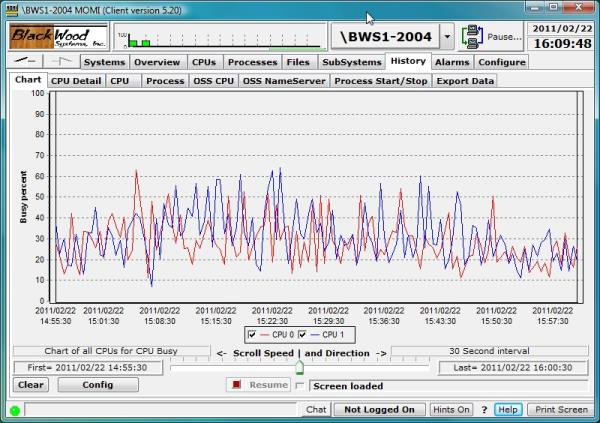 \BWS1-2004 MOMI (Client version 5.20)
BlackWood
Systems, Inc.
100
0
\BWS1-2004
Pause...
2011/02/22
16:09:48
Systems Overview CPUs Processes Files SubSystems History Alarms Configure
Chart CPU Detail CPU Process OSS CPU OSS NameServer Process Start/Stop Export Data
Busy percent
100
90
80
70
60
50
40
30
20
10
0
2011/02/22 2011/02/22 2011/02/22 2011/02/22 2011/02/22 2011/02/22 2011/02/22 2011/02/22 2011/02/22 2011/02/22
14:55:30 15:01:30 15:08:30 15:15:30 15:22:30 15:29:30 15:36:30 15:43:30 15:50:30 15:57:30
CPU 0 CPU 1
Chart of all CPUs for CPU Busy <- Scroll Speed | and Direction -> 30 Second interval
First= 2011/02/22 14:55:30 Last= 2011/02/22 16:00:30
Clear Config Resume Screen loaded
Chat Not Logged On Hints On ? Help Print Screen